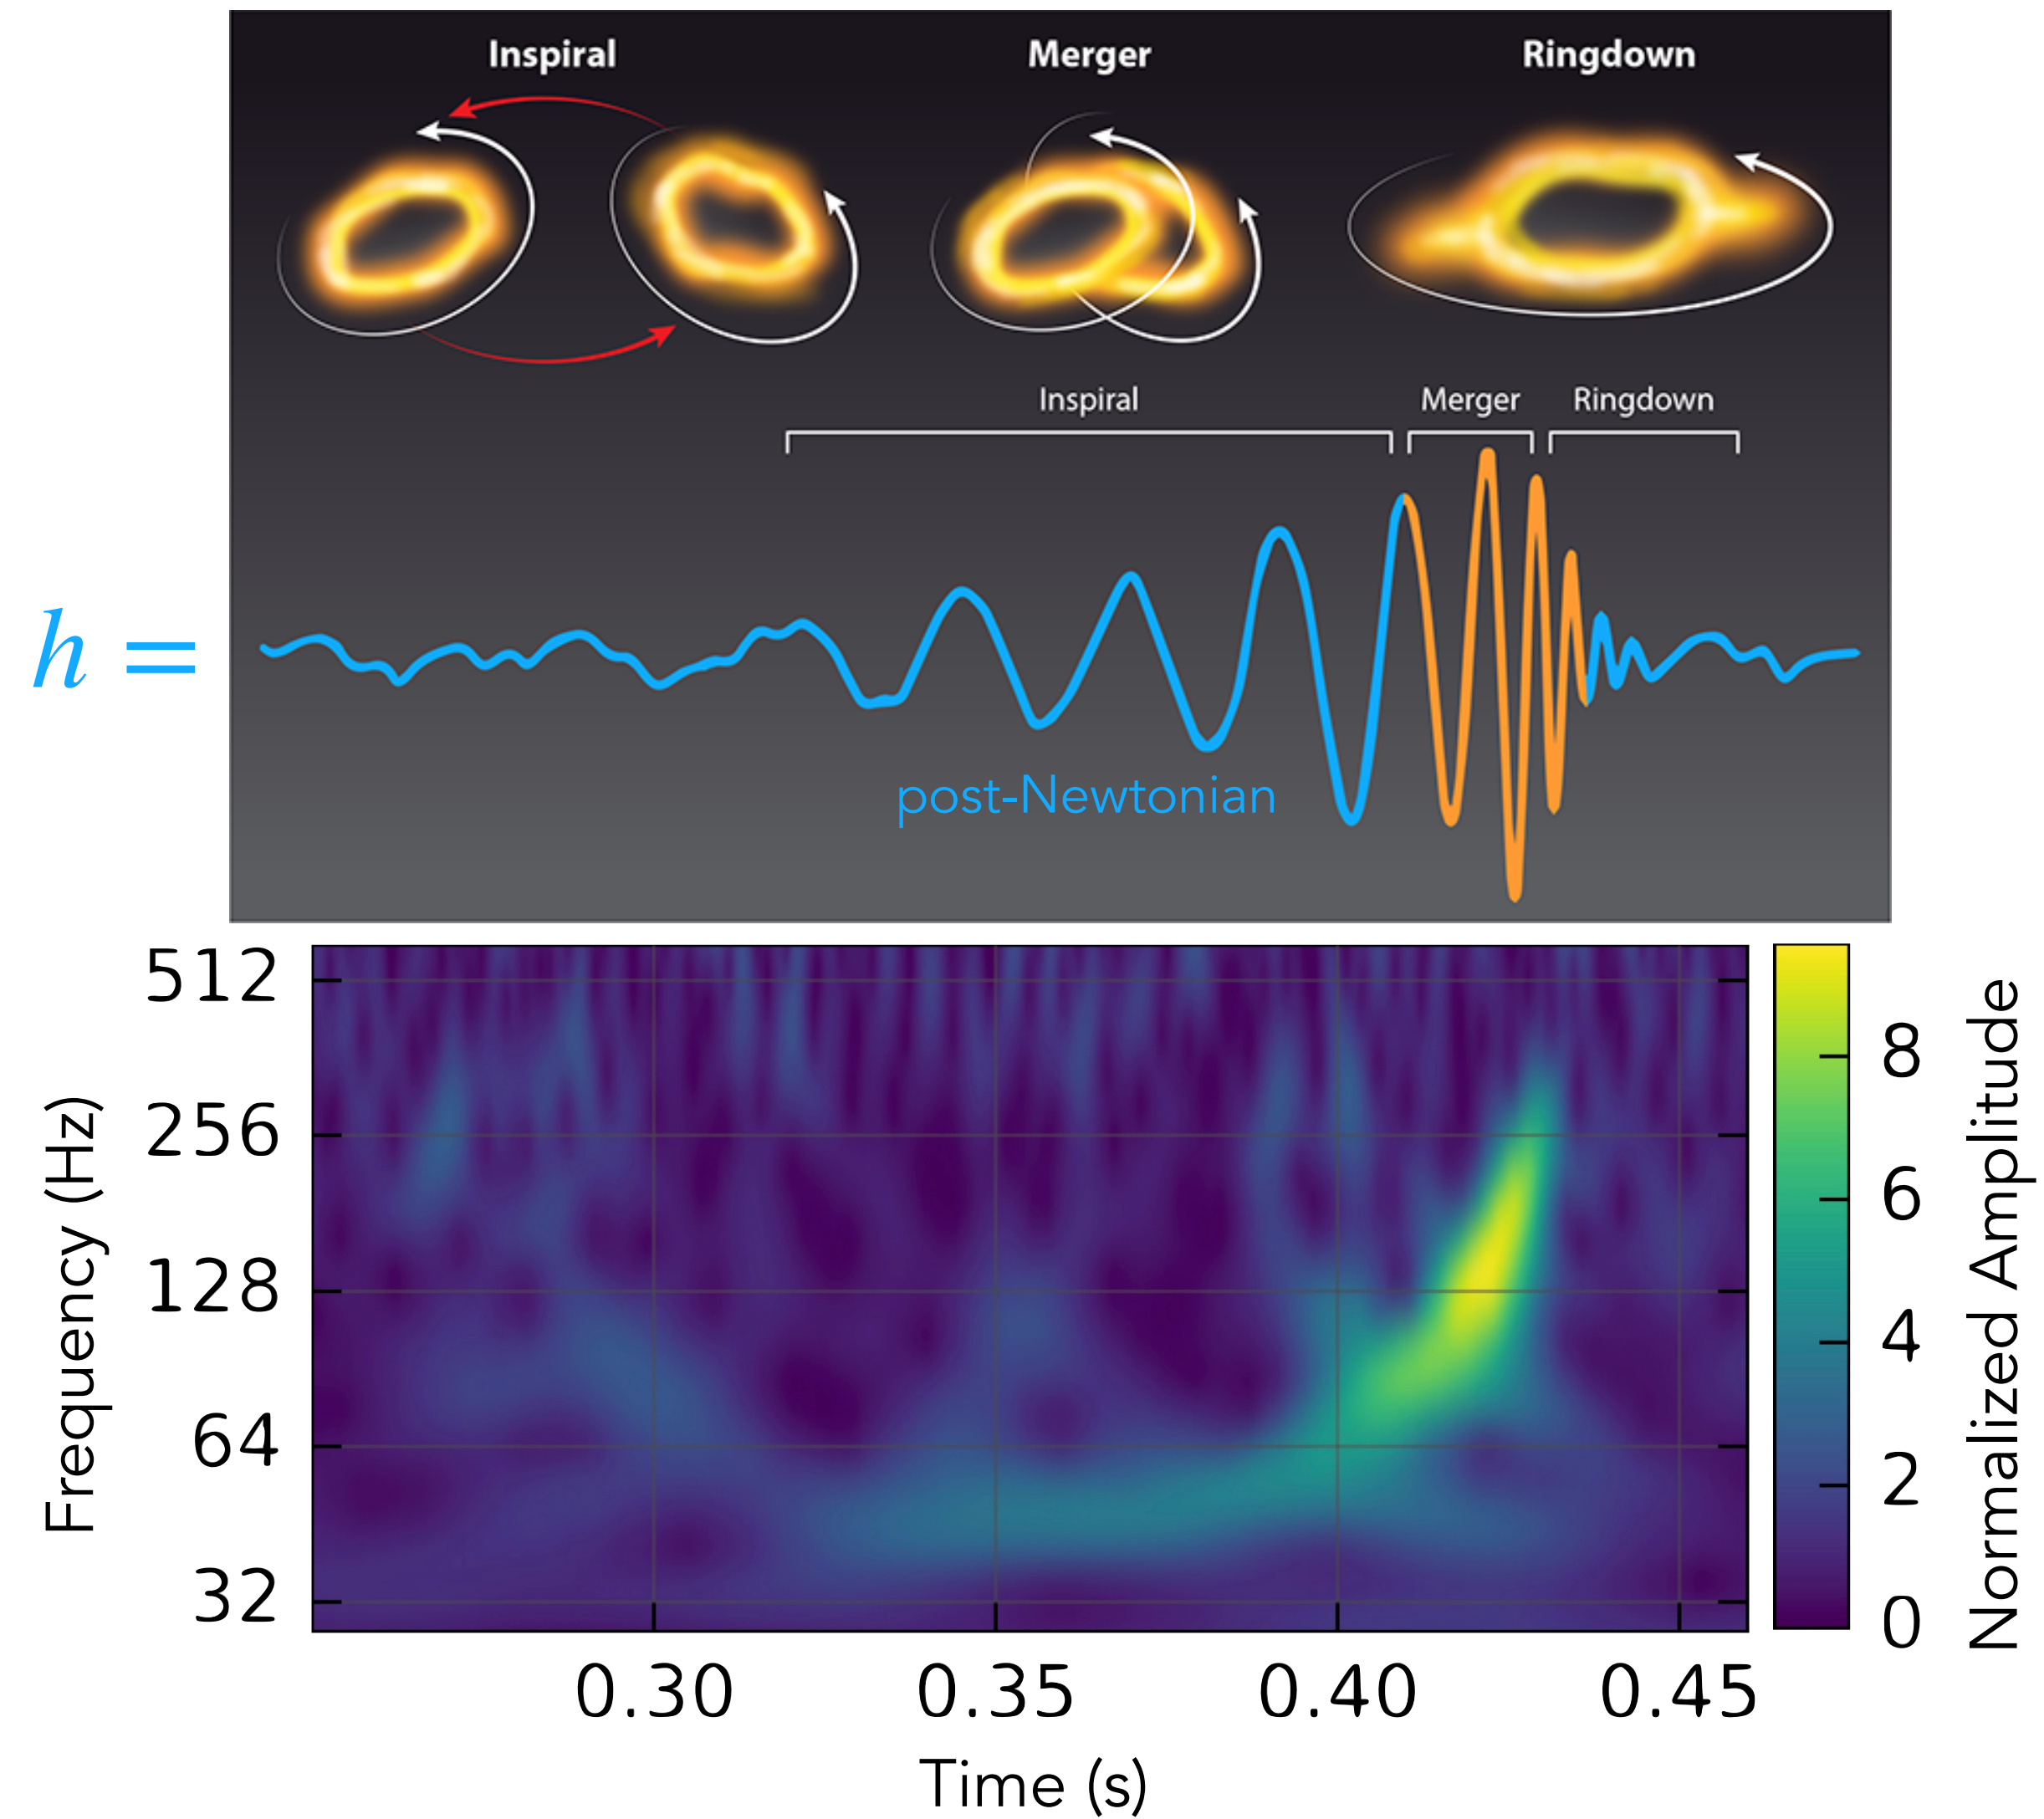 Inspiral
Merger
Ringdown
Inspiral
Merger
Ringdown
h =
post-Newtonian
512
256
128
64
32
Frequency (Hz)
0.30
0.35
0.40
0.45
Time (s)
8
6
4
2
0
Normalized Amplitude